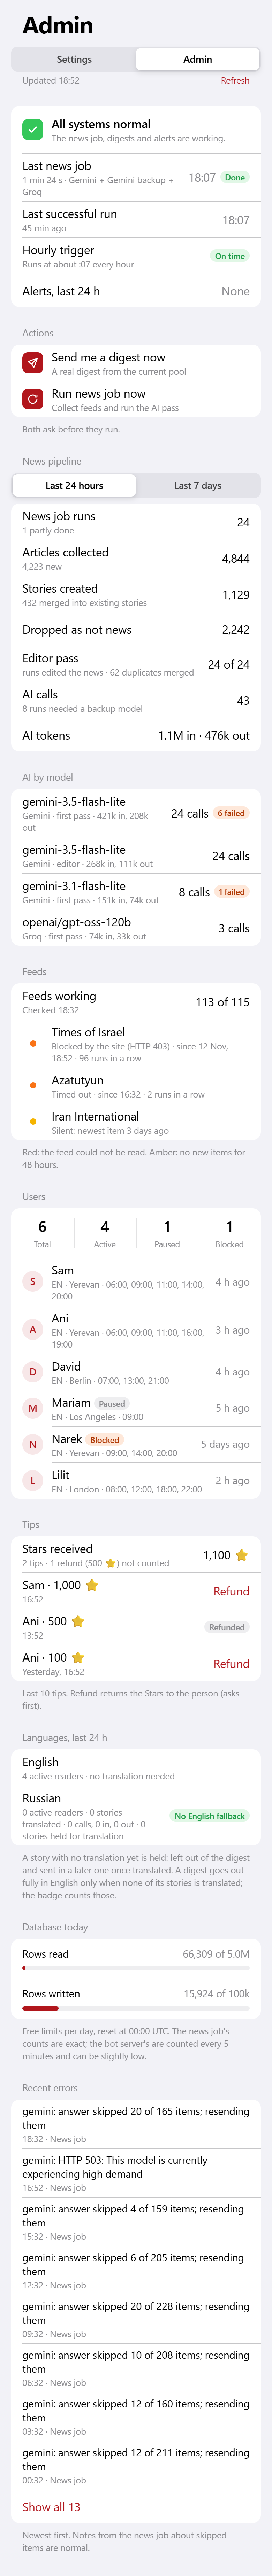 Admin
Settings
Admin
Updated 18:52
Refresh
All systems normal
The news job, digests and alerts are working.
Last news job
1 min 24 s · Gemini + Gemini backup +
Groq
18:07
Done
Last successful run
45 min ago
18:07
Hourly trigger
Runs at about :07 every hour
On time
Alerts, last 24 h
None
Actions
Send me a digest now
A real digest from the current pool
Run news job now
Collect feeds and run the AI pass
Both ask before they run.
News pipeline
Last 24 hours
Last 7 days
News job runs
1 partly done
24
Articles collected
4,223 new
4,844
Stories created
432 merged into existing stories
1,129
Dropped as not news
2,242
Editor pass
runs edited the news · 62 duplicates merged
24 of 24
AI calls
8 runs needed a backup model
43
AI tokens
1.1M in · 476k out
AI by model
gemini-3.5-flash-lite
Gemini · first pass · 421k in, 208k
out
24 calls
6 failed
gemini-3.5-flash-lite
Gemini · editor · 268k in, 111k out
24 calls
gemini-3.1-flash-lite
Gemini · first pass · 151k in, 74k out
8 calls
1 failed
openai/gpt-oss-120b
Groq · first pass · 74k in, 33k out
3 calls
Feeds
Feeds working
Checked 18:32
113 of 115
Times of Israel
Blocked by the site (HTTP 403) · since 12 Nov,
18:52 · 96 runs in a row
Azatutyun
Timed out · since 16:32 · 2 runs in a row
Iran International
Silent: newest item 3 days ago
Red: the feed could not be read. Amber: no new items for
48 hours.
Users
6
Total
4
Active
1
Paused
1
Blocked
S
Sam
EN · Yerevan · 06:00, 09:00, 11:00, 14:00,
20:00
4 h ago
A
Ani
EN · Yerevan · 06:00, 09:00, 11:00, 16:00,
19:00
3 h ago
D
David
EN · Berlin · 07:00, 13:00, 21:00
4 h ago
M
Mariam
Paused
EN · Los Angeles · 09:00
5 h ago
N
Narek
Blocked
EN · Yerevan · 09:00, 14:00, 20:00
5 days ago
L
Lilit
EN · London · 08:00, 12:00, 18:00, 22:00
2 h ago
Tips
Stars received
2 tips · 1 refund (500 ⭐) not counted
1,100 ⭐
Sam · 1,000 ⭐
16:52
Refund
Ani · 500 ⭐
13:52
Refunded
Ani · 100 ⭐
Yesterday, 16:52
Refund
Last 10 tips. Refund returns the Stars to the person (asks
first).
Languages, last 24 h
English
4 active readers · no translation needed
Russian
0 active readers · 0 stories
translated · 0 calls, 0 in, 0 out · 0
stories held for translation
No English fallback
A story with no translation yet is held: left out of the digest
and sent in a later one once translated. A digest goes out
fully in English only when none of its stories is translated;
the badge counts those.
Database today
Rows read
66,309 of 5.0M
Rows written
15,924 of 100k
Free limits per day, reset at 00:00 UTC. The news job's
counts are exact; the bot server's are counted every 5
minutes and can be slightly low.
Recent errors
gemini: answer skipped 20 of 165 items; resending
them
18:32 · News job
gemini: HTTP 503: This model is currently
experiencing high demand
16:52 · News job
gemini: answer skipped 4 of 159 items; resending
them
15:32 · News job
gemini: answer skipped 6 of 205 items; resending
them
12:32 · News job
gemini: answer skipped 20 of 228 items; resending
them
09:32 · News job
gemini: answer skipped 10 of 208 items; resending
them
06:32 · News job
gemini: answer skipped 12 of 160 items; resending
them
03:32 · News job
gemini: answer skipped 12 of 211 items; resending
them
00:32 · News job
Show all 13
Newest first. Notes from the news job about skipped
items are normal.